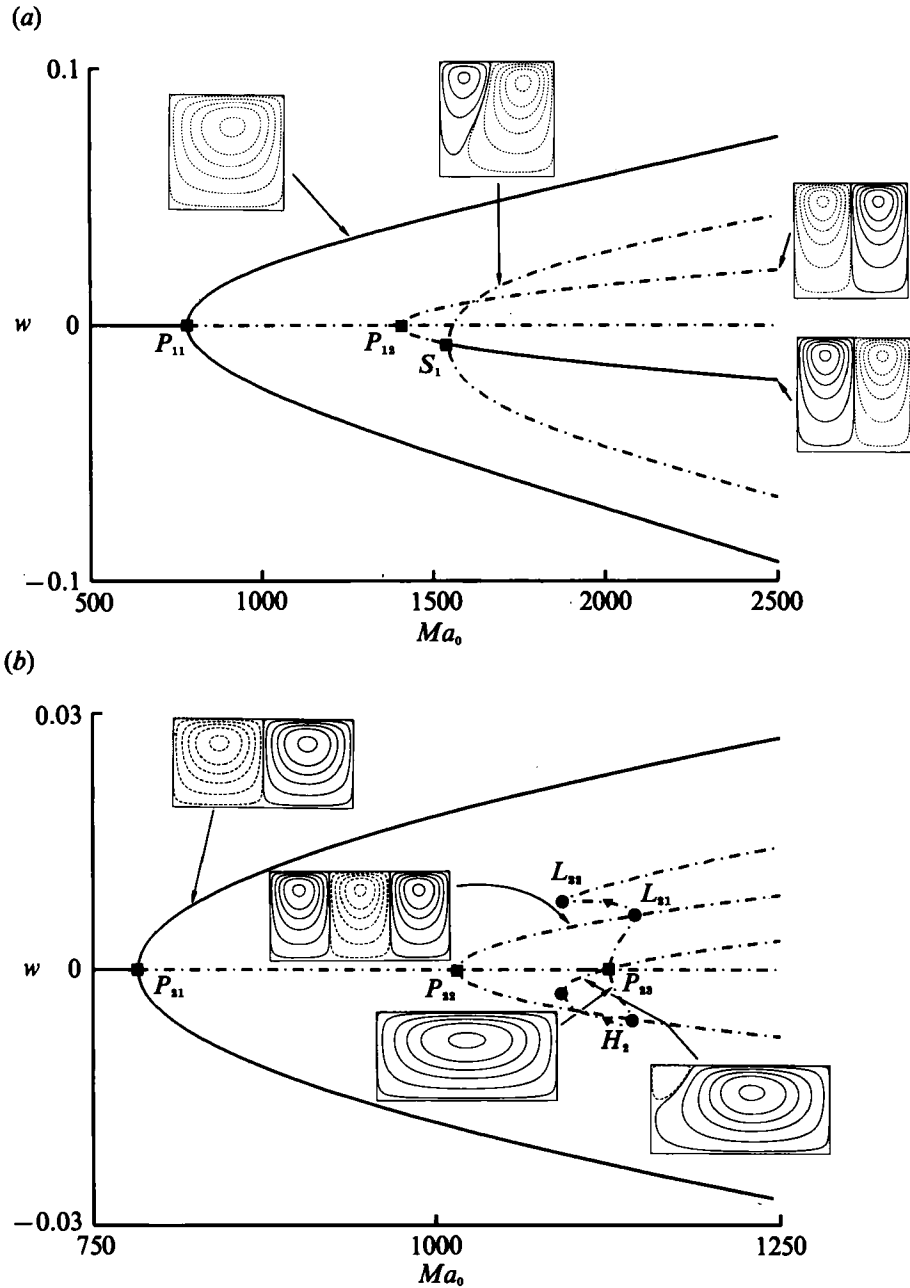 (a)
0.1
w
0
P₁₁
P₁₂
S₁
−0.1
500
1000
1500
2000
2500
Ma₀
(b)
0.03
L₂₂
L₂₁
w
0
P₂₁
P₂₂
P₂₃
H₂
−0.03
750
1000
1250
Ma₀